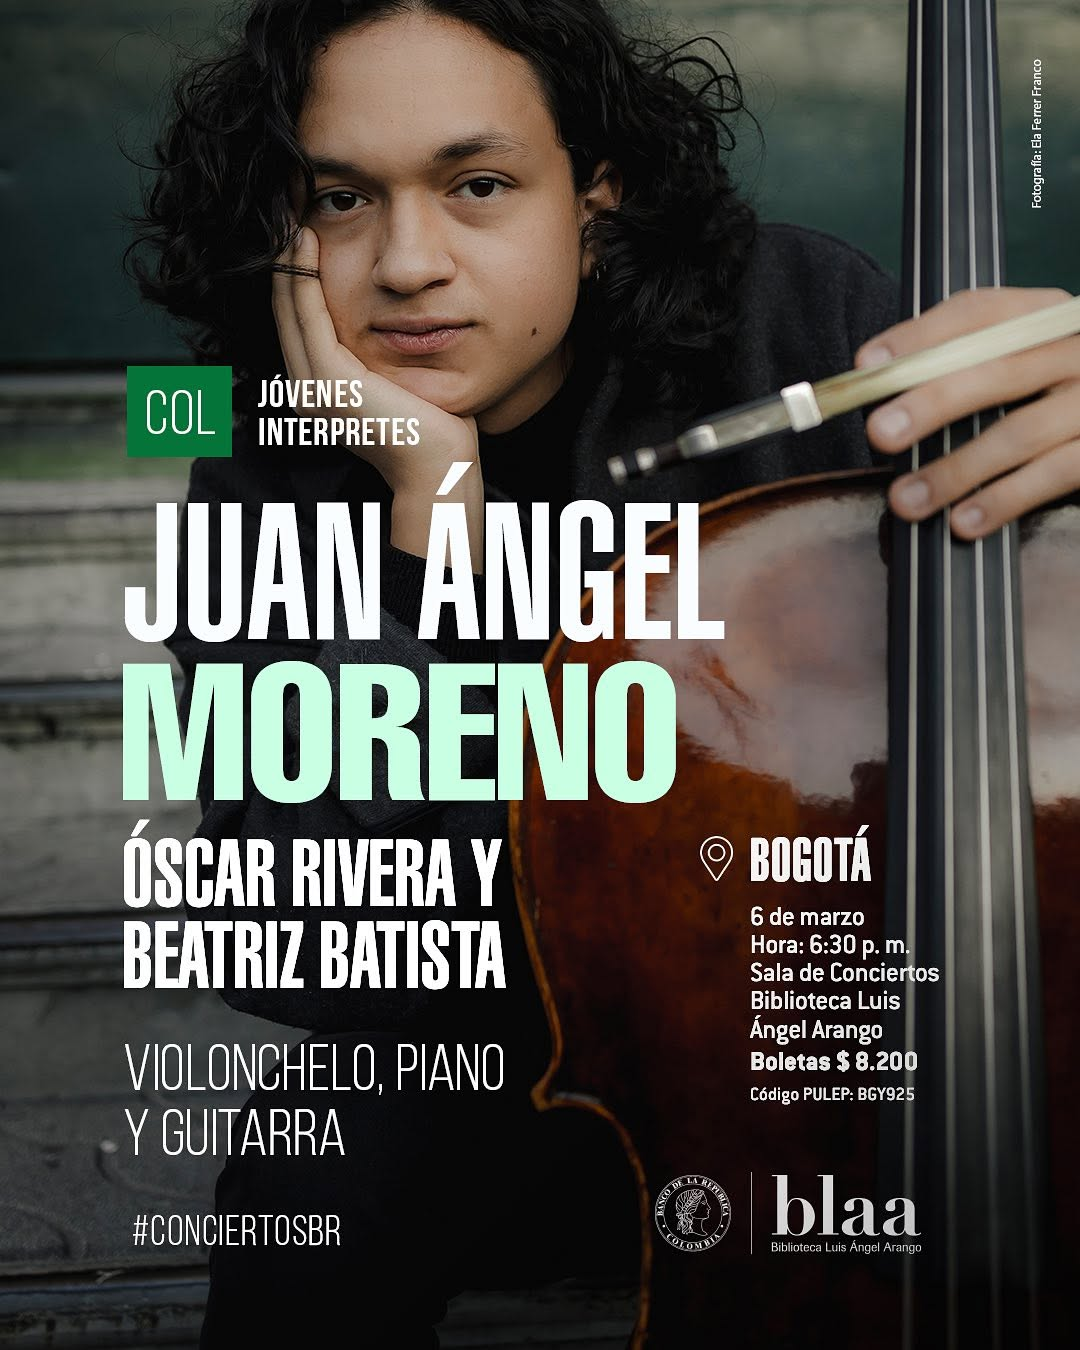 Fotografía: Ela Ferrer Franco
COL
JÓVENES
INTERPRETES
JUAN ÁNGEL
MORENO
ÓSCAR RIVERA Y
BEATRIZ BATISTA
VIOLONCHELO, PIANO
Y GUITARRA
#CONCIERTOSBR
BOGOTÁ
6 de marzo
Hora: 6:30 p. m.
Sala de Conciertos
Biblioteca Luis
Ángel Arango
Boletas $ 8.200
Código PULEP: BGY925
BANCO DE LA REPÚBLICA
COLOMBIA
blaa
Biblioteca Luis Ángel Arango